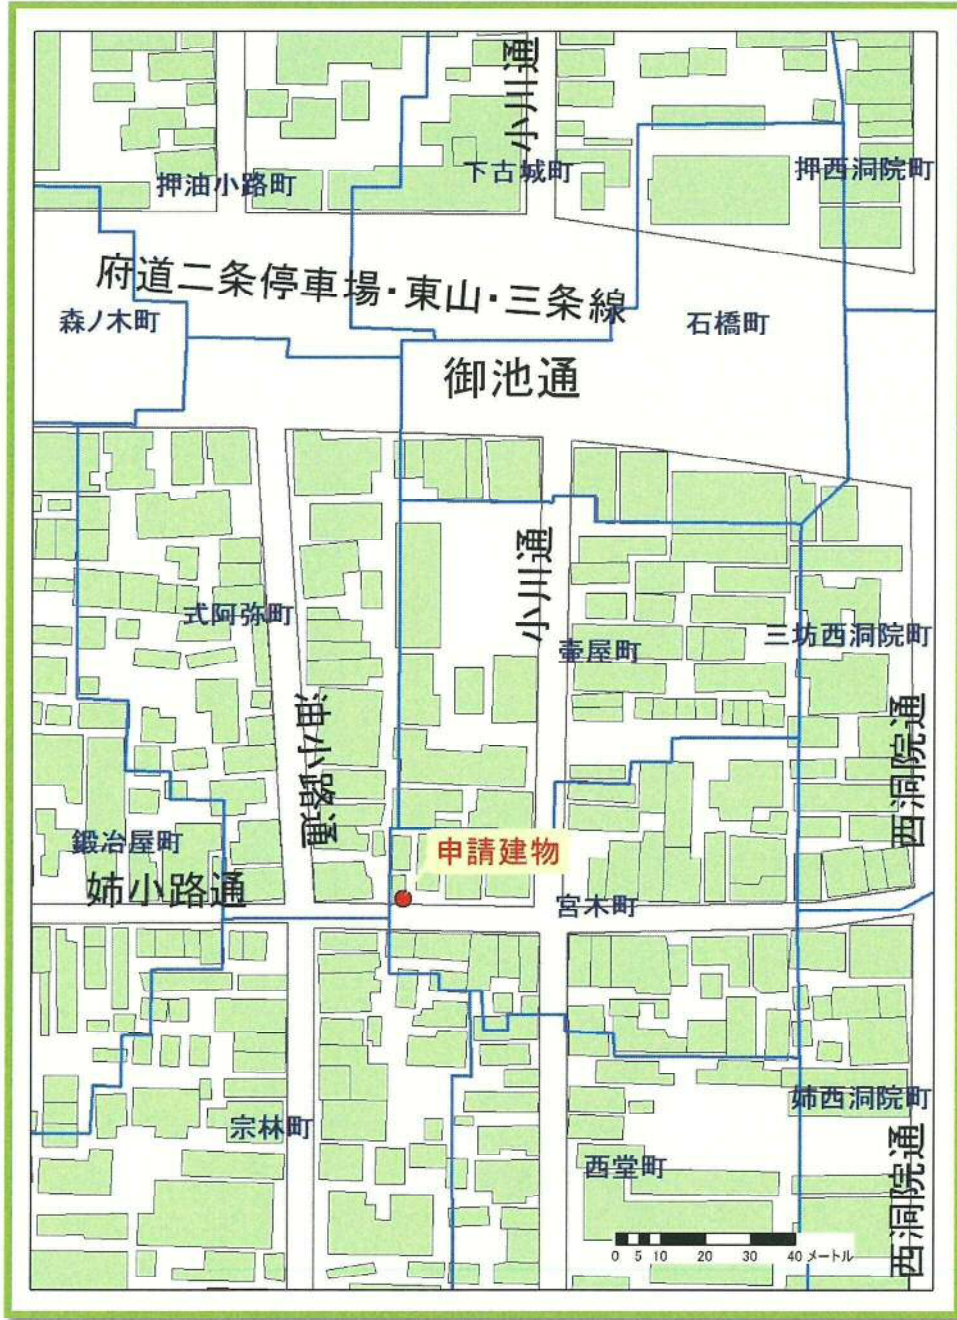 小川通
下古城町
押西洞院町
押油小路町
府道二条停車場・東山・三条線
森ノ木町
石橋町
御池通
小川通
式阿弥町
壷屋町
三坊西洞院町
油小路通
西洞院通
鍛冶屋町
申請建物
姉小路通
宮木町
姉西洞院町
宗林町
西堂町
西洞院通
0 5 10 20 30 40 メートル